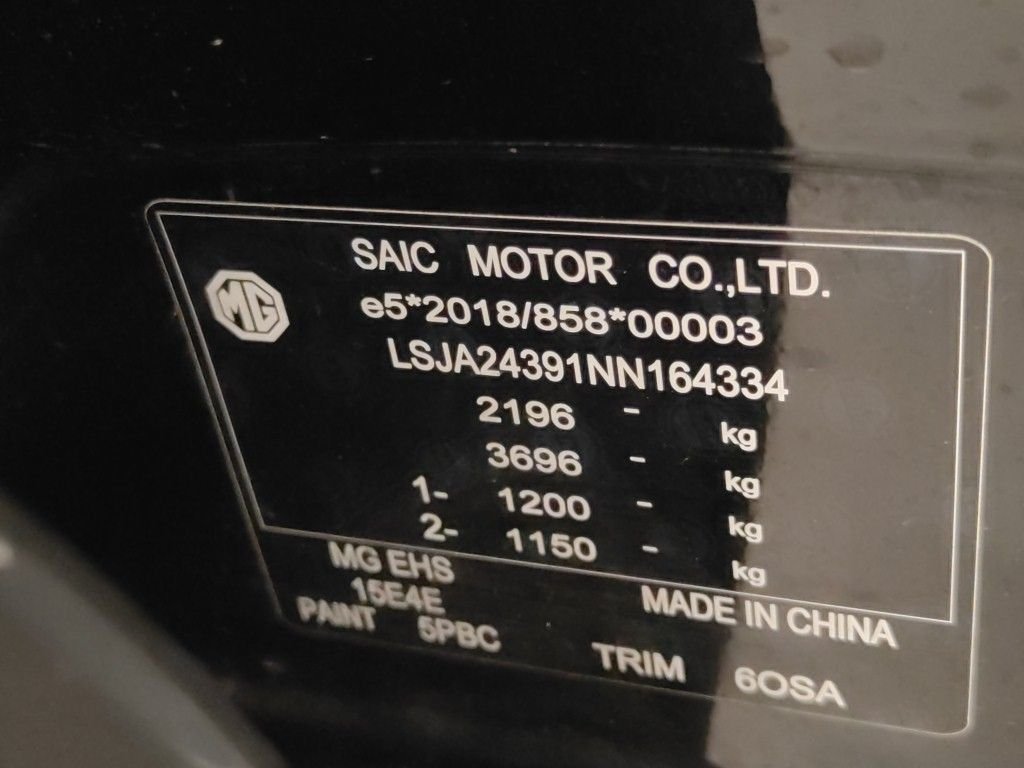 SAIC MOTOR CO.,LTD.
MG
e5*2018/858*00003
LSJA24391NN164334
2196 - kg
3696 - kg
1- 1200 - kg
2- 1150 - kg
MG EHS
15E4E MADE IN CHINA
PAINT 5PBC TRIM 6OSA